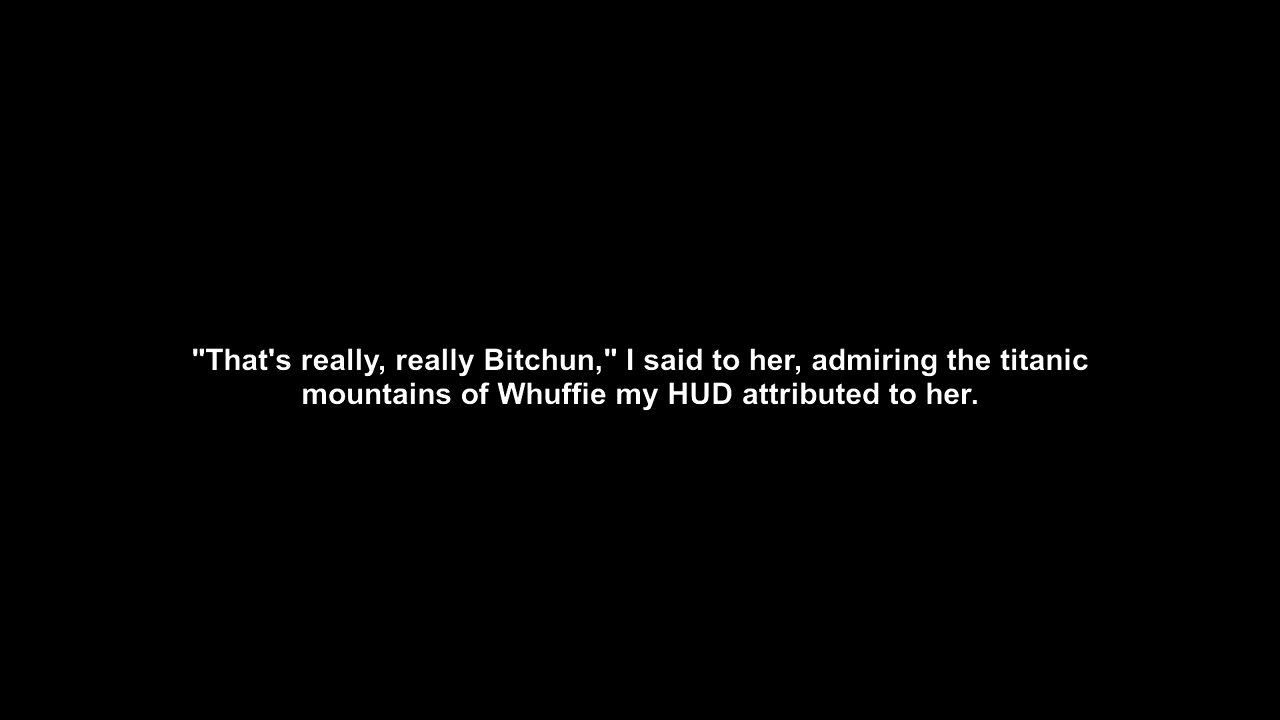 "That's really, really Bitchun," I said to her, admiring the titanic
mountains of Whuffie my HUD attributed to her.